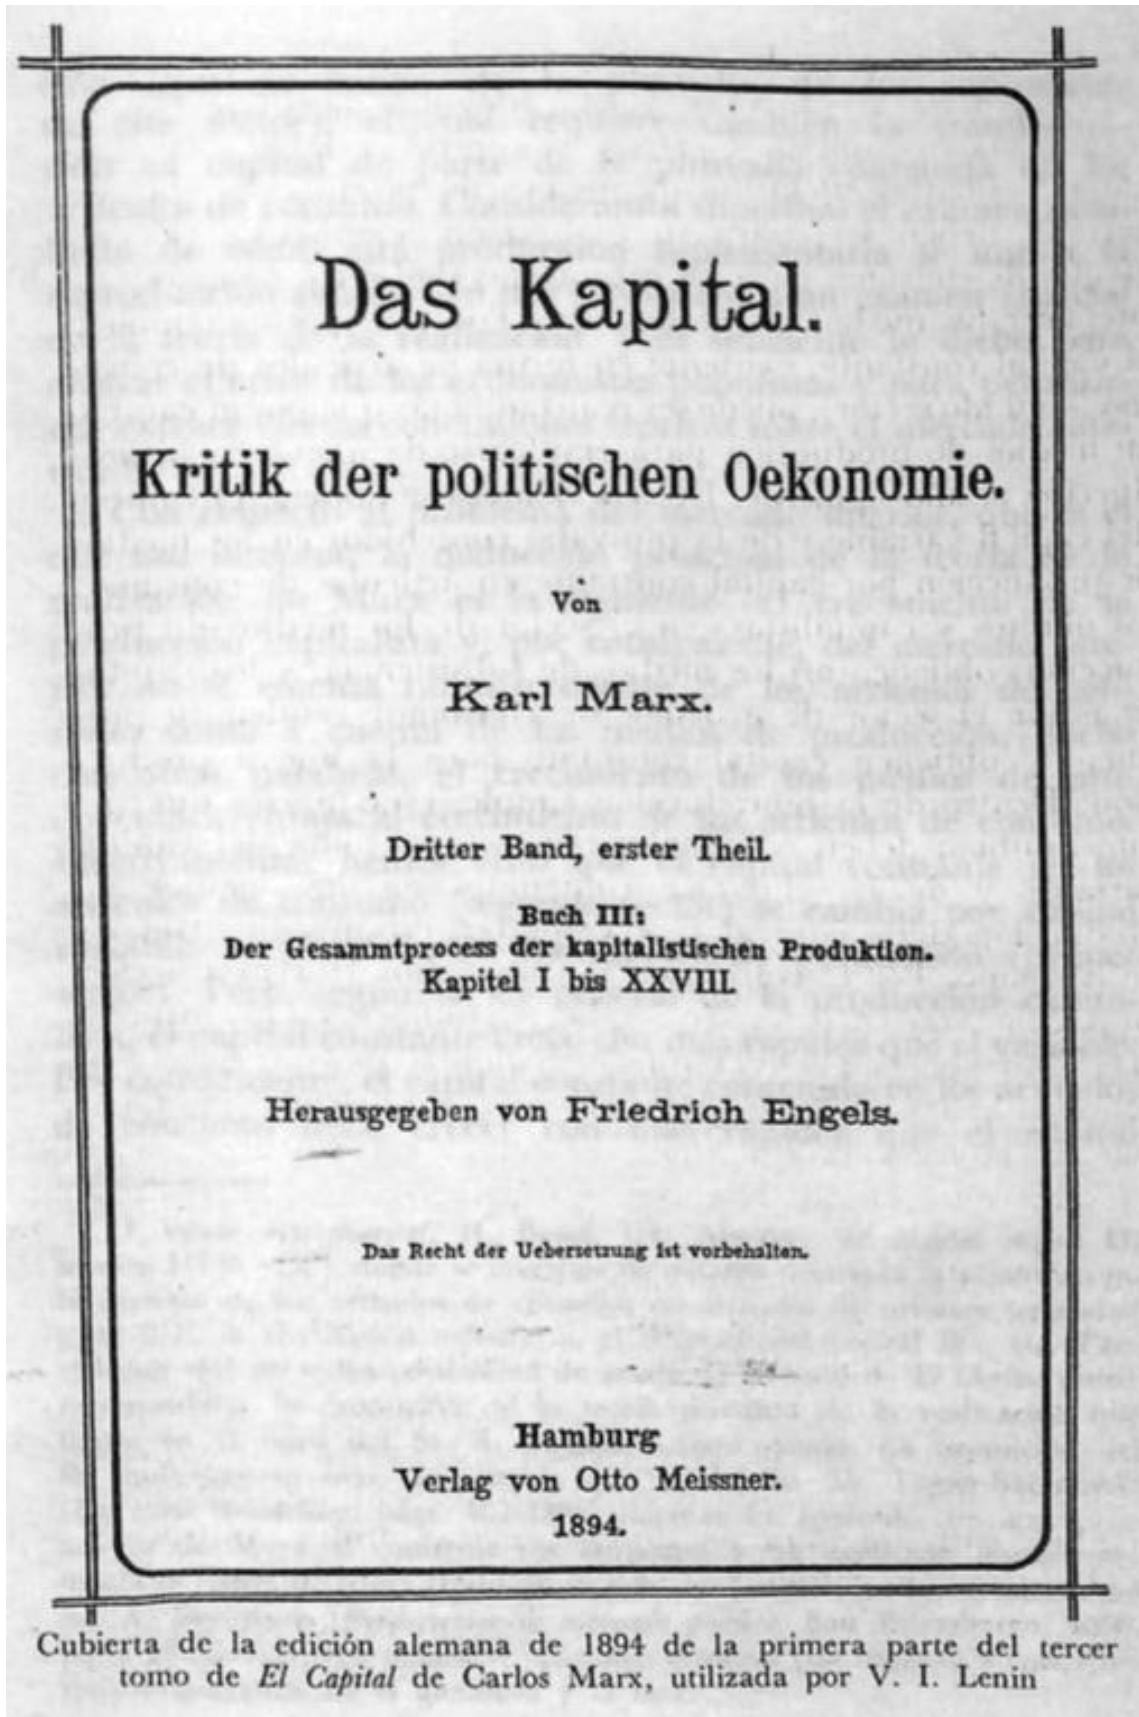 Das Kapital.
Kritik der politischen Oekonomie.
Von
Karl Marx.
Dritter Band, erster Theil.
Buch III:
Der Gesammtprocess der kapitalistischen Produktion.
Kapitel I bis XXVIII.
Herausgegeben von Friedrich Engels.
Das Recht der Uebersetzung ist vorbehalten.
Hamburg
Verlag von Otto Meissner.
1894.
Cubierta de la edición alemana de 1894 de la primera parte del tercer
tomo de El Capital de Carlos Marx, utilizada por V. I. Lenin